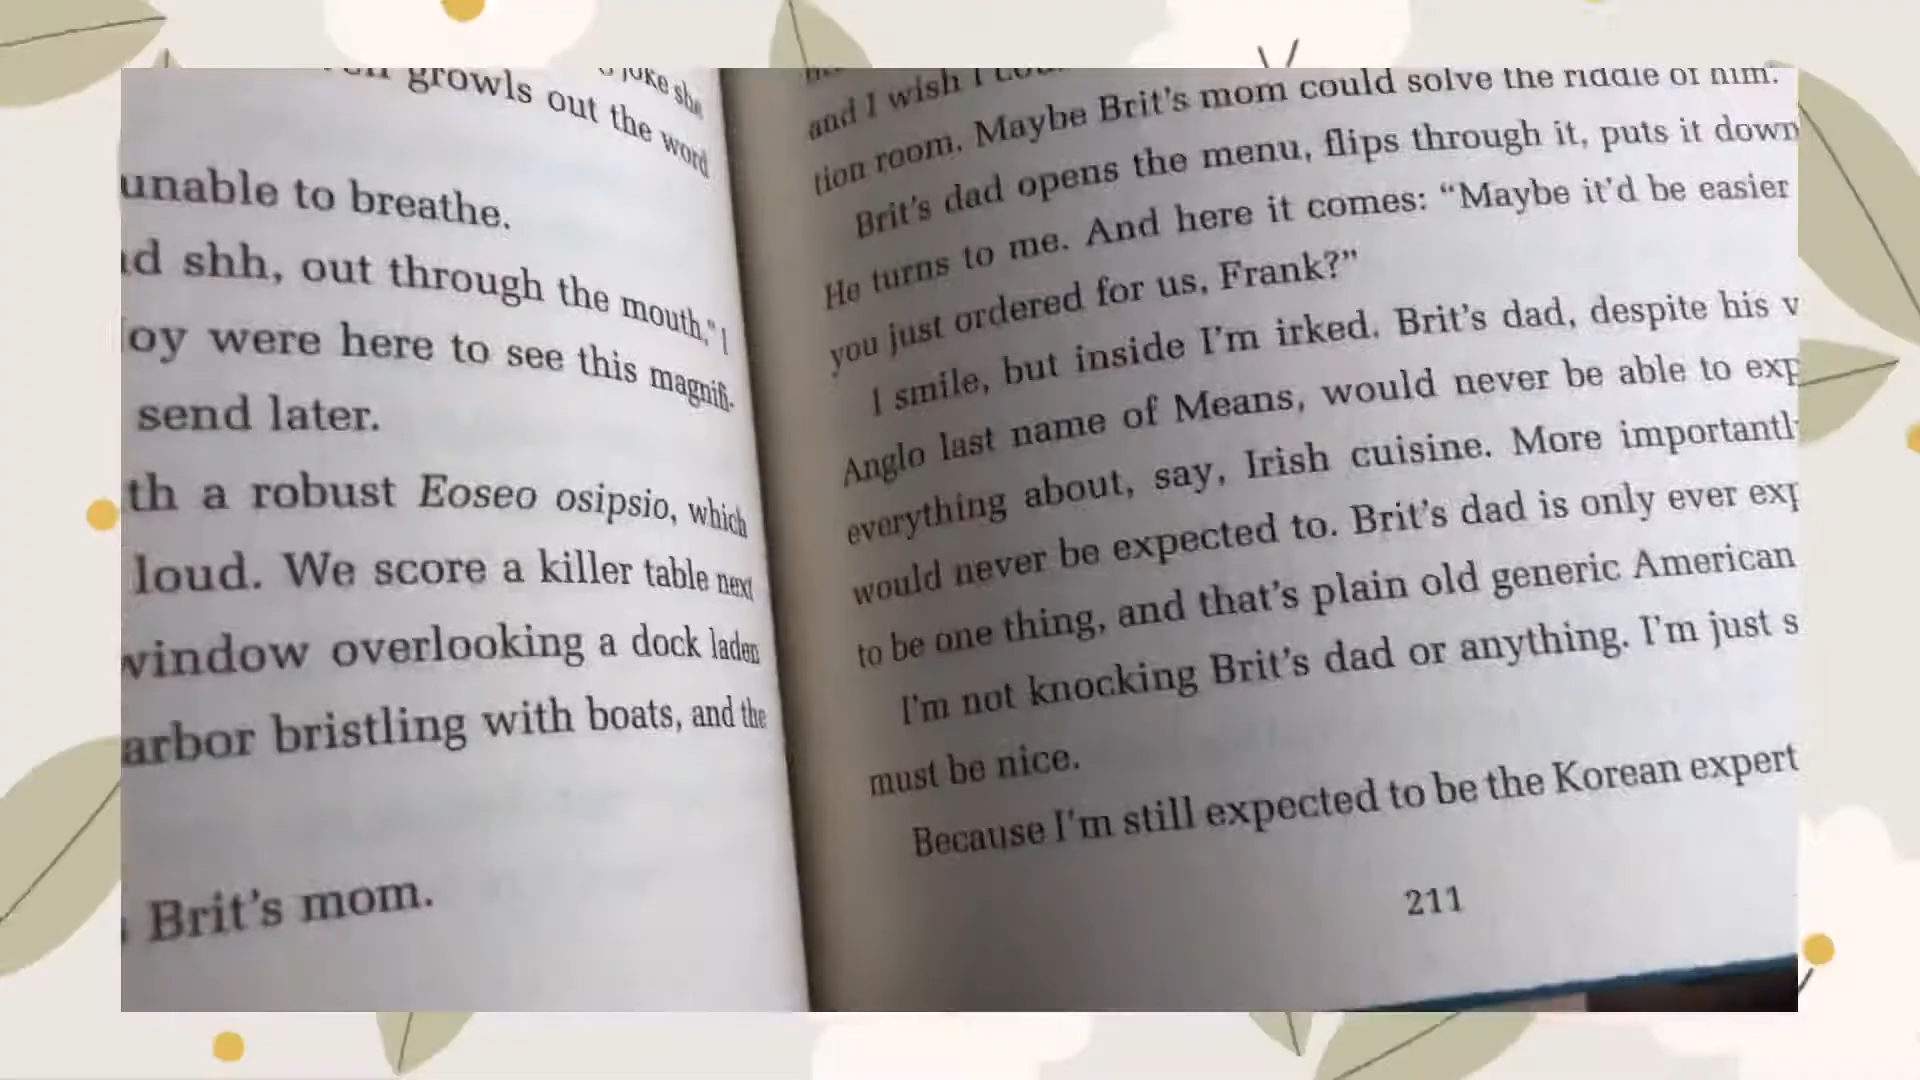 joke she
growls out the word
unable to breathe.
shh, out through the mouth," I
oy were here to see this magnifi-
send later.
th a robust Eoseo osipsio, which
loud. We score a killer table next
window overlooking a dock laden
arbor bristling with boats, and the
Brit's mom.
and I wish I
tion room. Maybe Brit's mom could solve the riddle of him.
Brit's dad opens the menu, flips through it, puts it down
He turns to me. And here it comes: “Maybe it'd be easier
you just ordered for us, Frank?”
I smile, but inside I'm irked. Brit's dad, despite his v
Anglo last name of Means, would never be able to exp
everything about, say, Irish cuisine. More importantly
would never be expected to. Brit's dad is only ever exp
to be one thing, and that's plain old generic American
I'm not knocking Brit's dad or anything. I'm just s
must be nice.
Because I'm still expected to be the Korean expert
211